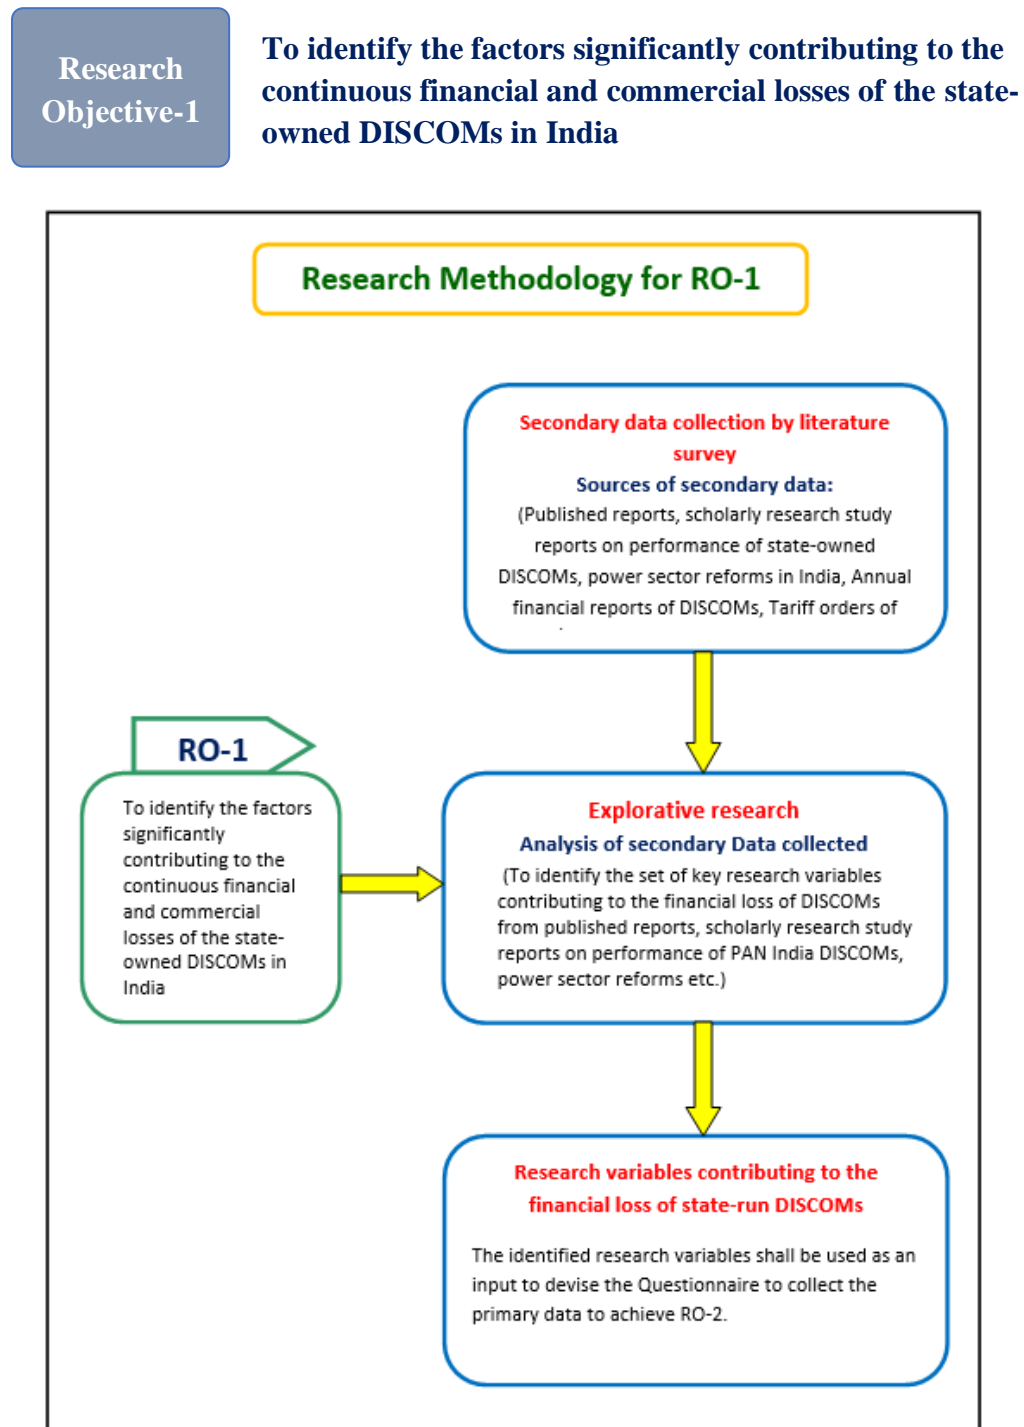 Research
Objective-1
To identify the factors significantly contributing to the
continuous financial and commercial losses of the state-
owned DISCOMs in India
Research Methodology for RO-1
Secondary data collection by literature
survey
Sources of secondary data:
(Published reports, scholarly research study
reports on performance of state-owned
DISCOMs, power sector reforms in India, Annual
financial reports of DISCOMs, Tariff orders of
RO-1
To identify the factors
significantly
contributing to the
continuous financial
and commercial
losses of the state-
owned DISCOMs in
India
Explorative research
Analysis of secondary Data collected
(To identify the set of key research variables
contributing to the financial loss of DISCOMs
from published reports, scholarly research study
reports on performance of PAN India DISCOMs,
power sector reforms etc.)
Research variables contributing to the
financial loss of state-run DISCOMs
The identified research variables shall be used as an
input to devise the Questionnaire to collect the
primary data to achieve RO-2.